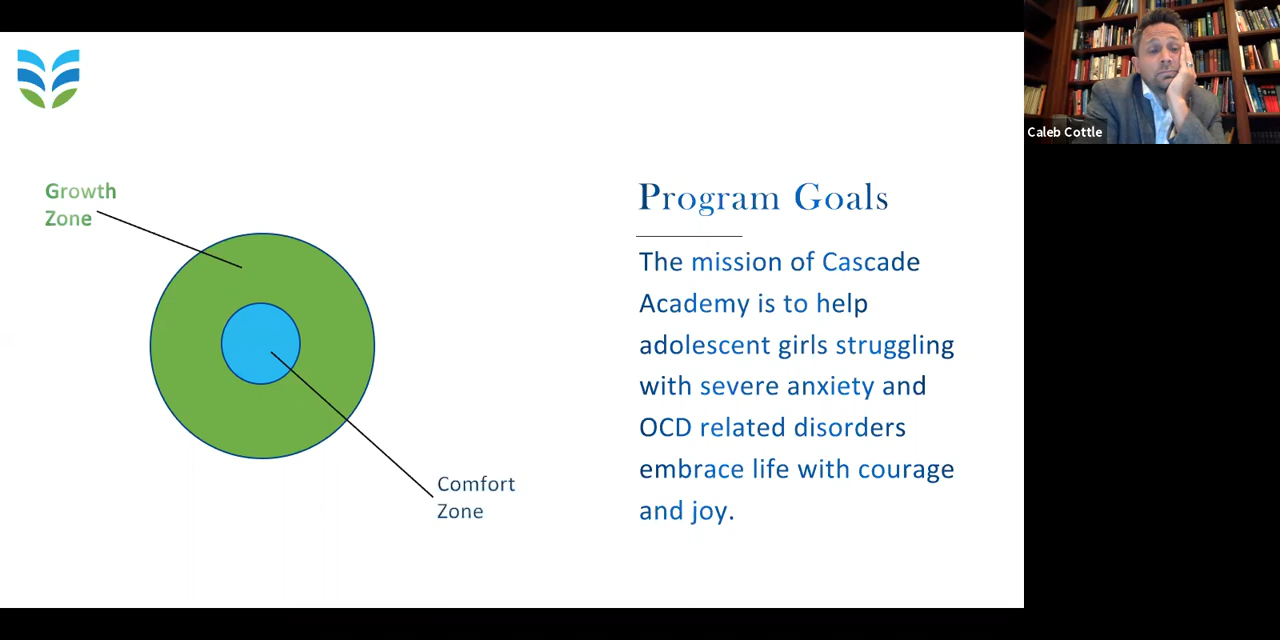 Caleb Cottle
Growth
Zone
Program Goals
The mission of Cascade
Academy is to help
adolescent girls struggling
with severe anxiety and
OCD related disorders
embrace life with courage
and joy.
Comfort
Zone